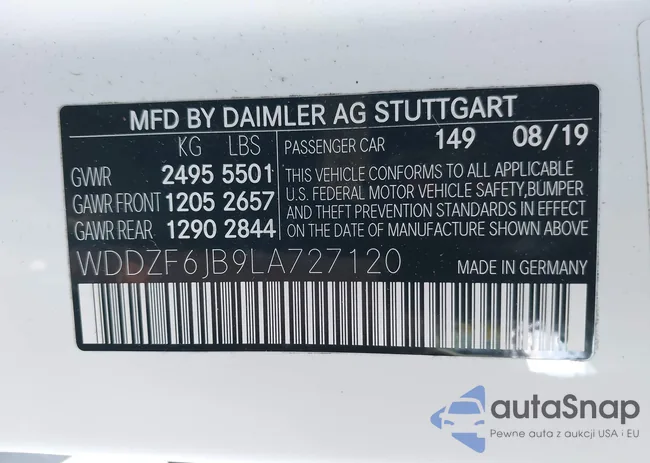 MFD BY DAIMLER AG STUTTGART
KG LBS
GVWR 2495 5501
GAWR FRONT 1205 2657
GAWR REAR 1290 2844
PASSENGER CAR 149 08/19
THIS VEHICLE CONFORMS TO ALL APPLICABLE
U.S. FEDERAL MOTOR VEHICLE SAFETY,BUMPER
AND THEFT PREVENTION STANDARDS IN EFFECT
ON THE DATE OF MANUFACTURE SHOWN ABOVE.
WDDZF6JB9LA727120
MADE IN GERMANY
autaSnap
Pewne auta z aukcji USA i EU